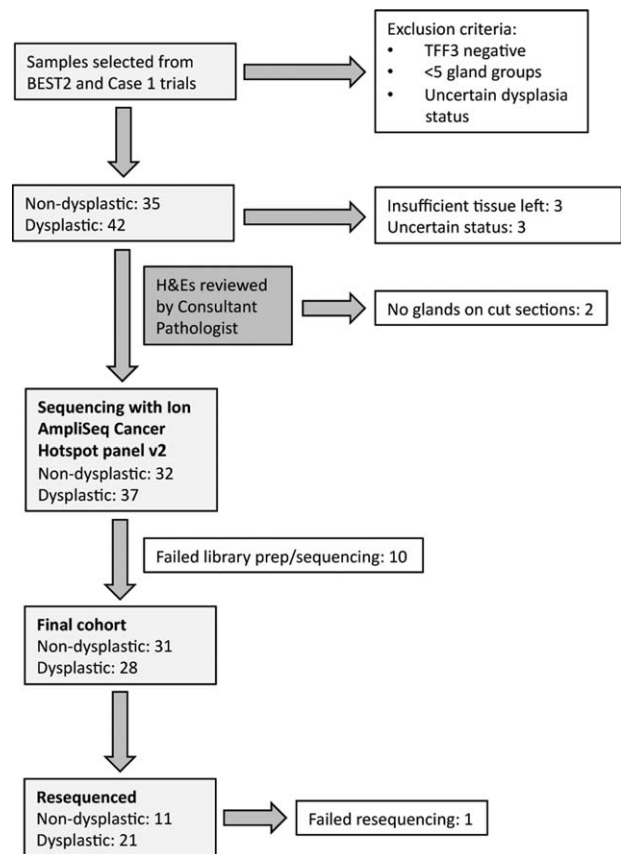 Samples selected from
BEST2 and Case 1 trials
Exclusion criteria:
• TFF3 negative
• <5 gland groups
• Uncertain dysplasia
status
Non-dysplastic: 35
Dysplastic: 42
Insufficient tissue left: 3
Uncertain status: 3
H&Es reviewed
by Consultant
Pathologist
No glands on cut sections: 2
Sequencing with Ion
AmpliSeq Cancer
Hotspot panel v2
Non-dysplastic: 32
Dysplastic: 37
Failed library prep/sequencing: 10
Final cohort
Non-dysplastic: 31
Dysplastic: 28
Resequenced
Non-dysplastic: 11
Dysplastic: 21
Failed resequencing: 1